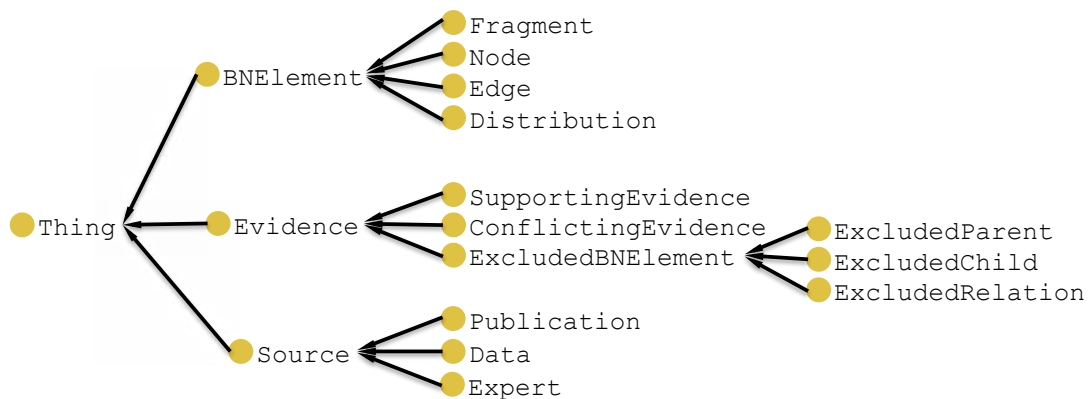 Fragment
Node
BNElement
Edge
Distribution
SupportingEvidence
Thing
Evidence
ConflictingEvidence
ExcludedParent
ExcludedBNElement
ExcludedChild
ExcludedRelation
Publication
Source
Data
Expert